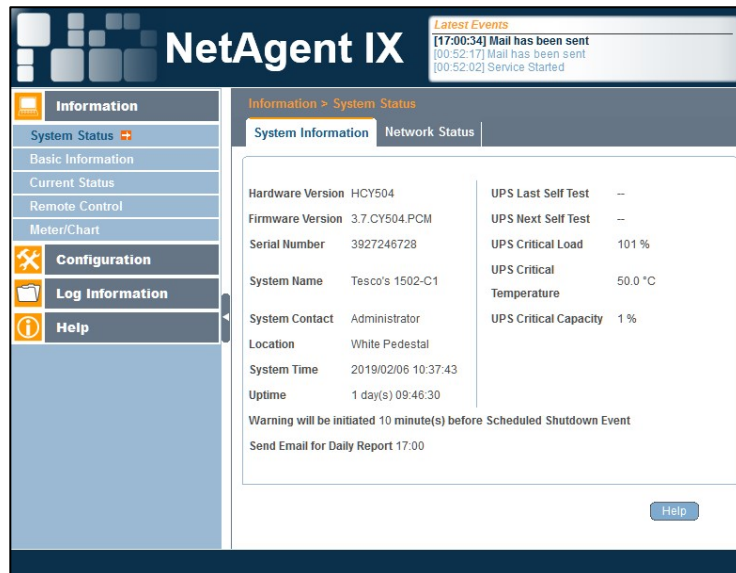 NetAgent IX
Latest Events
[17:00:34] Mail has been sent
[00:52:17] Mail has been sent
[00:52:02] Service Started
Information
System Status
Basic Information
Current Status
Remote Control
Meter/Chart
Configuration
Log Information
Help
Information > System Status
System Information
Network Status
Hardware Version HCY504
Firmware Version 3.7.CY504.PCM
Serial Number 3927246728
System Name Tesco's 1502-C1
System Contact Administrator
Location White Pedestal
System Time 2019/02/06 10:37:43
Uptime 1 day(s) 09:46:30
UPS Last Self Test --
UPS Next Self Test --
UPS Critical Load 101 %
UPS Critical
Temperature 50.0 °C
UPS Critical Capacity 1 %
Warning will be initiated 10 minute(s) before Scheduled Shutdown Event
Send Email for Daily Report 17:00
Help